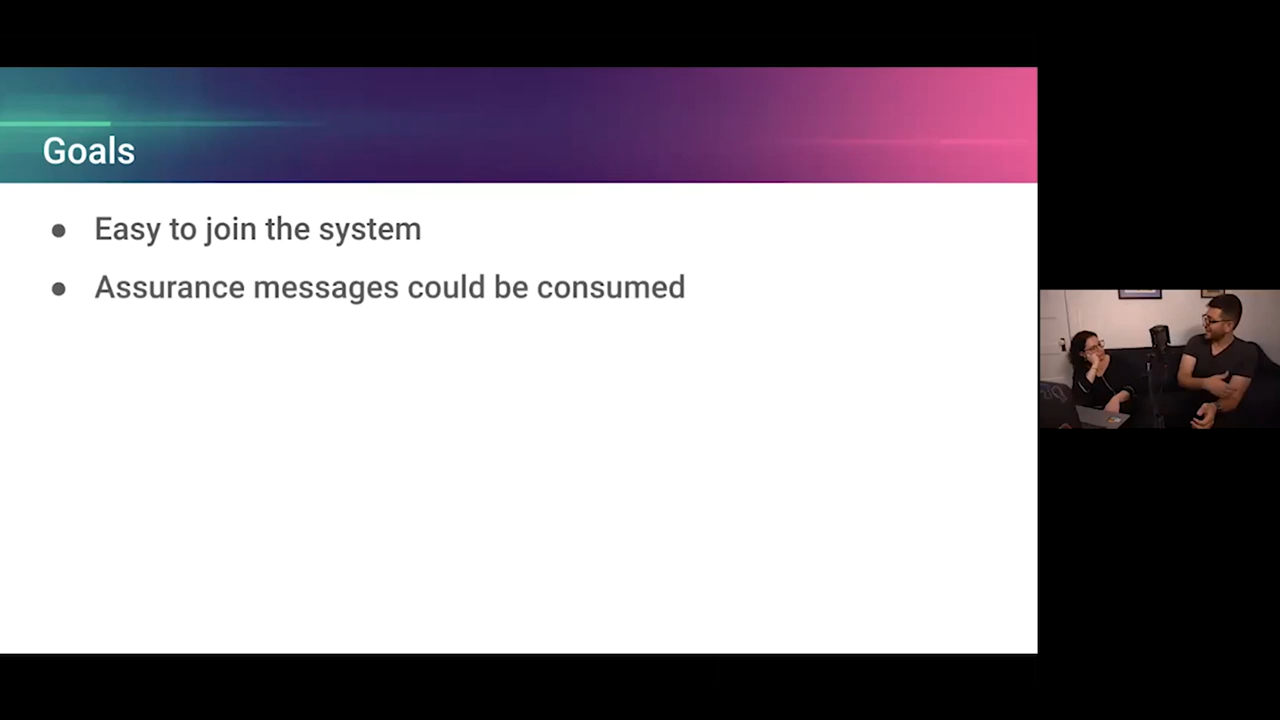 Goals
● Easy to join the system
● Assurance messages could be consumed